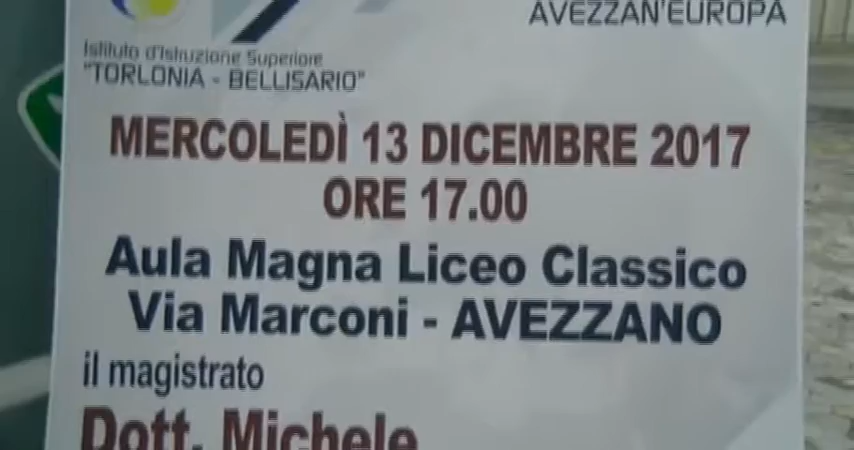 AVEZZAN'EUROPA
Istituto d'Istruzione Superiore
"TORLONIA - BELLISARIO"
MERCOLEDÌ 13 DICEMBRE 2017
ORE 17.00
Aula Magna Liceo Classico
Via Marconi - AVEZZANO
il magistrato
Dott. Michele